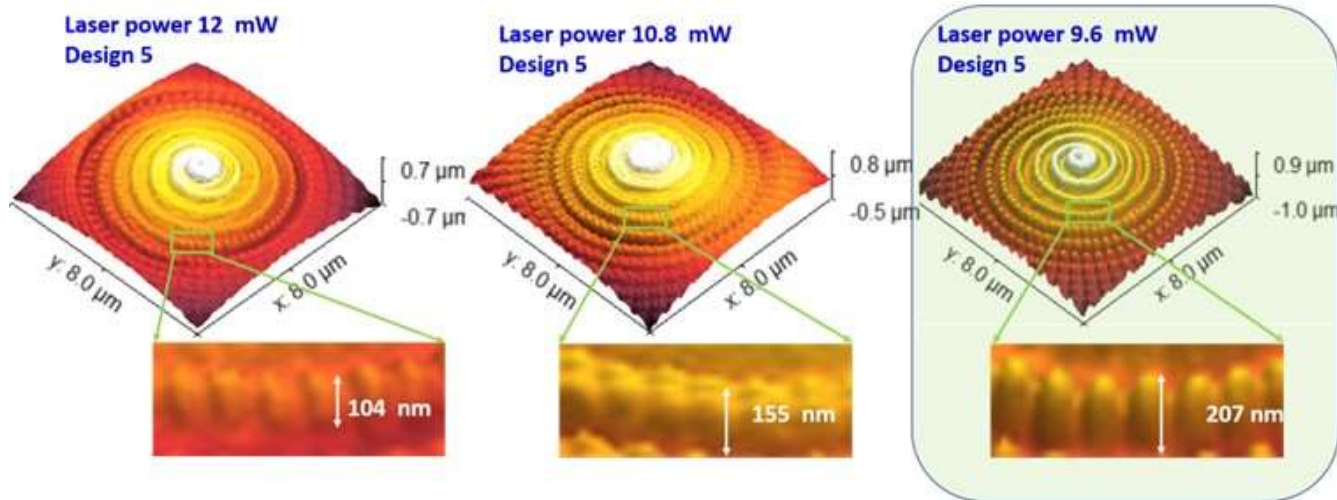 Laser power 12 mW
Design 5
0.7 µm
-0.7 µm
y: 8.0 µm
x: 8.0 µm
104 nm
Laser power 10.8 mW
Design 5
0.8 µm
-0.5 µm
y: 8.0 µm
x: 8.0 µm
155 nm
Laser power 9.6 mW
Design 5
0.9 µm
-1.0 µm
y: 8.0 µm
x: 8.0 µm
207 nm